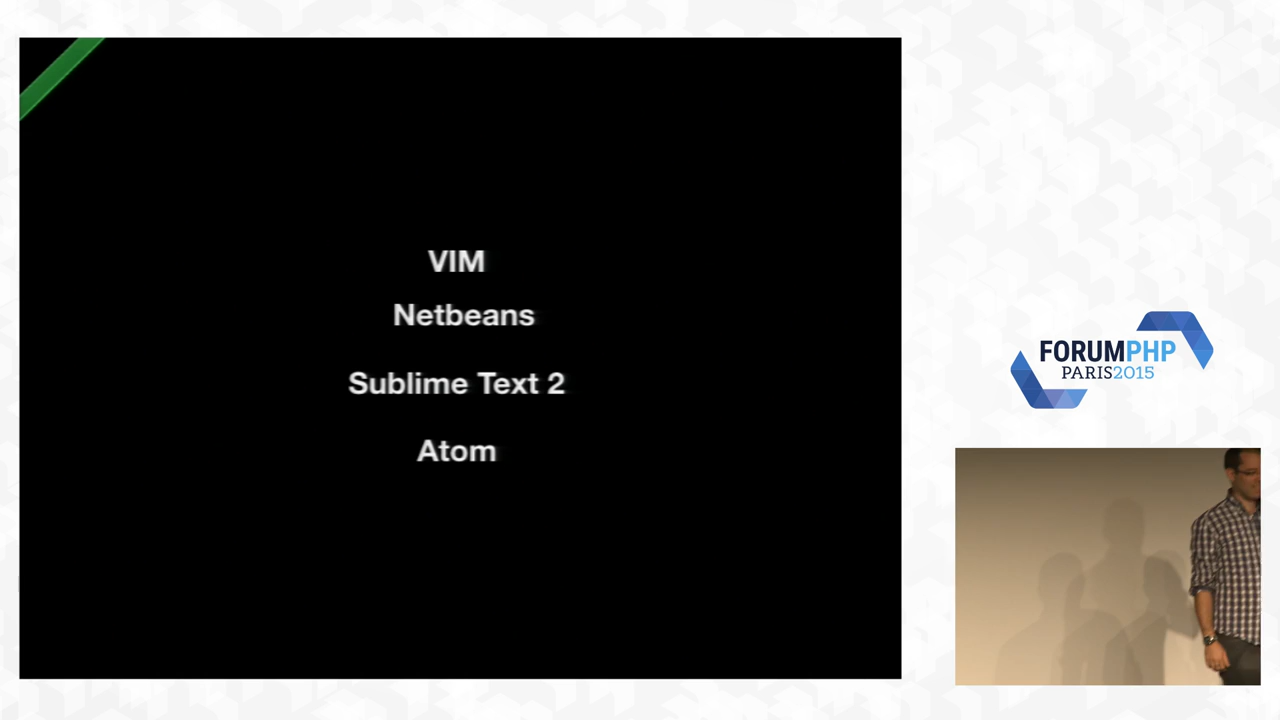 VIM
Netbeans
Sublime Text 2
Atom
FORUMPHP
PARIS2015